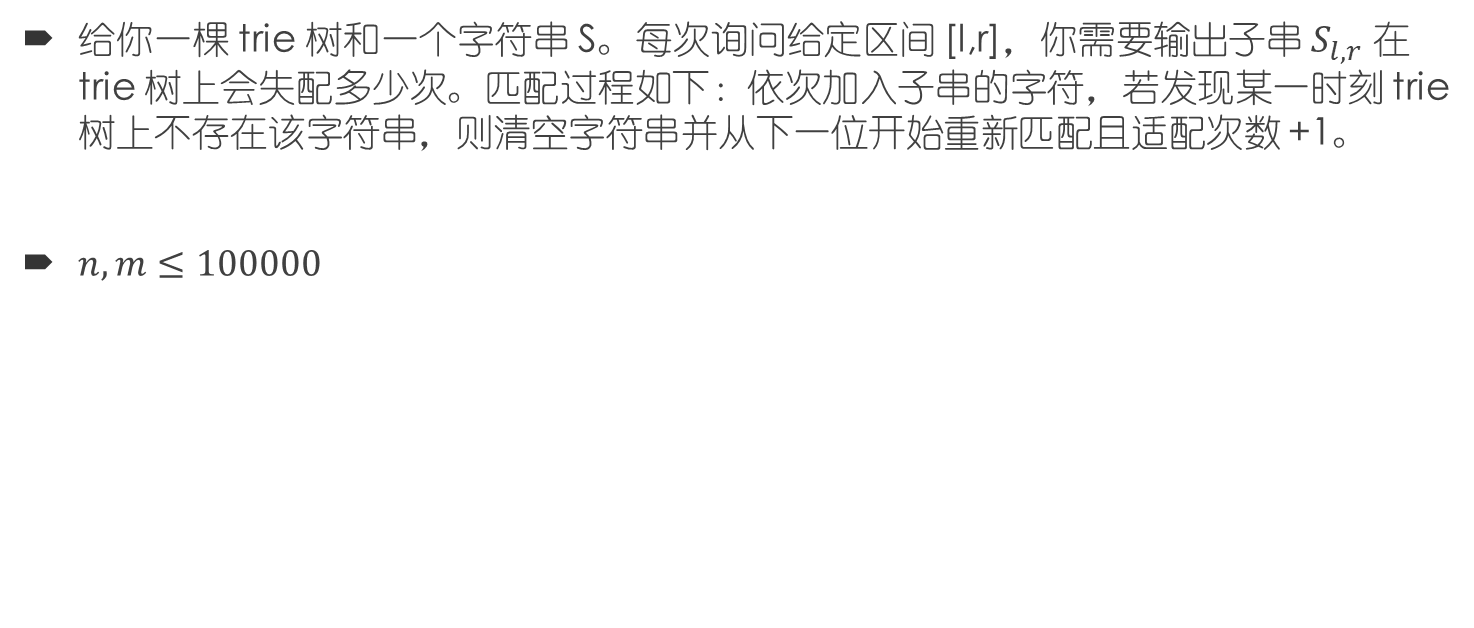 给你一棵 trie 树和一个字符串 S。每次询问给定区间 [l,r]，你需要输出子串 $S_{l,r}$ 在
trie 树上会失配多少次。匹配过程如下：依次加入子串的字符，若发现某一时刻 trie
树上不存在该字符串，则清空字符串并从下一位开始重新匹配且适配次数 +1。
$n, m \leq 100000$